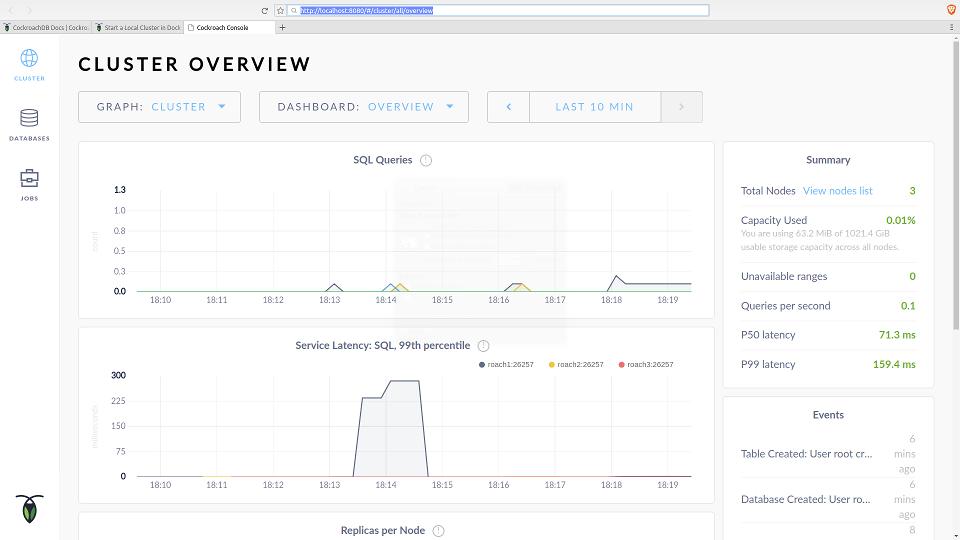 http://localhost:8080/#/cluster/all/overview
CockroachDB Docs | Cockro
Start a Local Cluster in Dock
Cockroach Console
CLUSTER
DATABASES
JOBS
CLUSTER OVERVIEW
GRAPH: CLUSTER
DASHBOARD: OVERVIEW
LAST 10 MIN
SQL Queries
count
1.3
1.0
0.8
0.5
0.3
0.0
18:10 18:11 18:12 18:13 18:14 18:15 18:16 18:17 18:18 18:19
Service Latency: SQL, 99th percentile
roach1:26257 roach2:26257 roach3:26257
milliseconds
300
225
150
75
0
18:10 18:11 18:12 18:13 18:14 18:15 18:16 18:17 18:18 18:19
Replicas per Node
Summary
Total Nodes View nodes list 3
Capacity Used 0.01%
You are using 63.2 MiB of 1021.4 GiB
usable storage capacity across all nodes.
Unavailable ranges 0
Queries per second 0.1
P50 latency 71.3 ms
P99 latency 159.4 ms
Events
Table Created: User root cr... 6 mins ago
Database Created: User ro... 6 mins ago
8